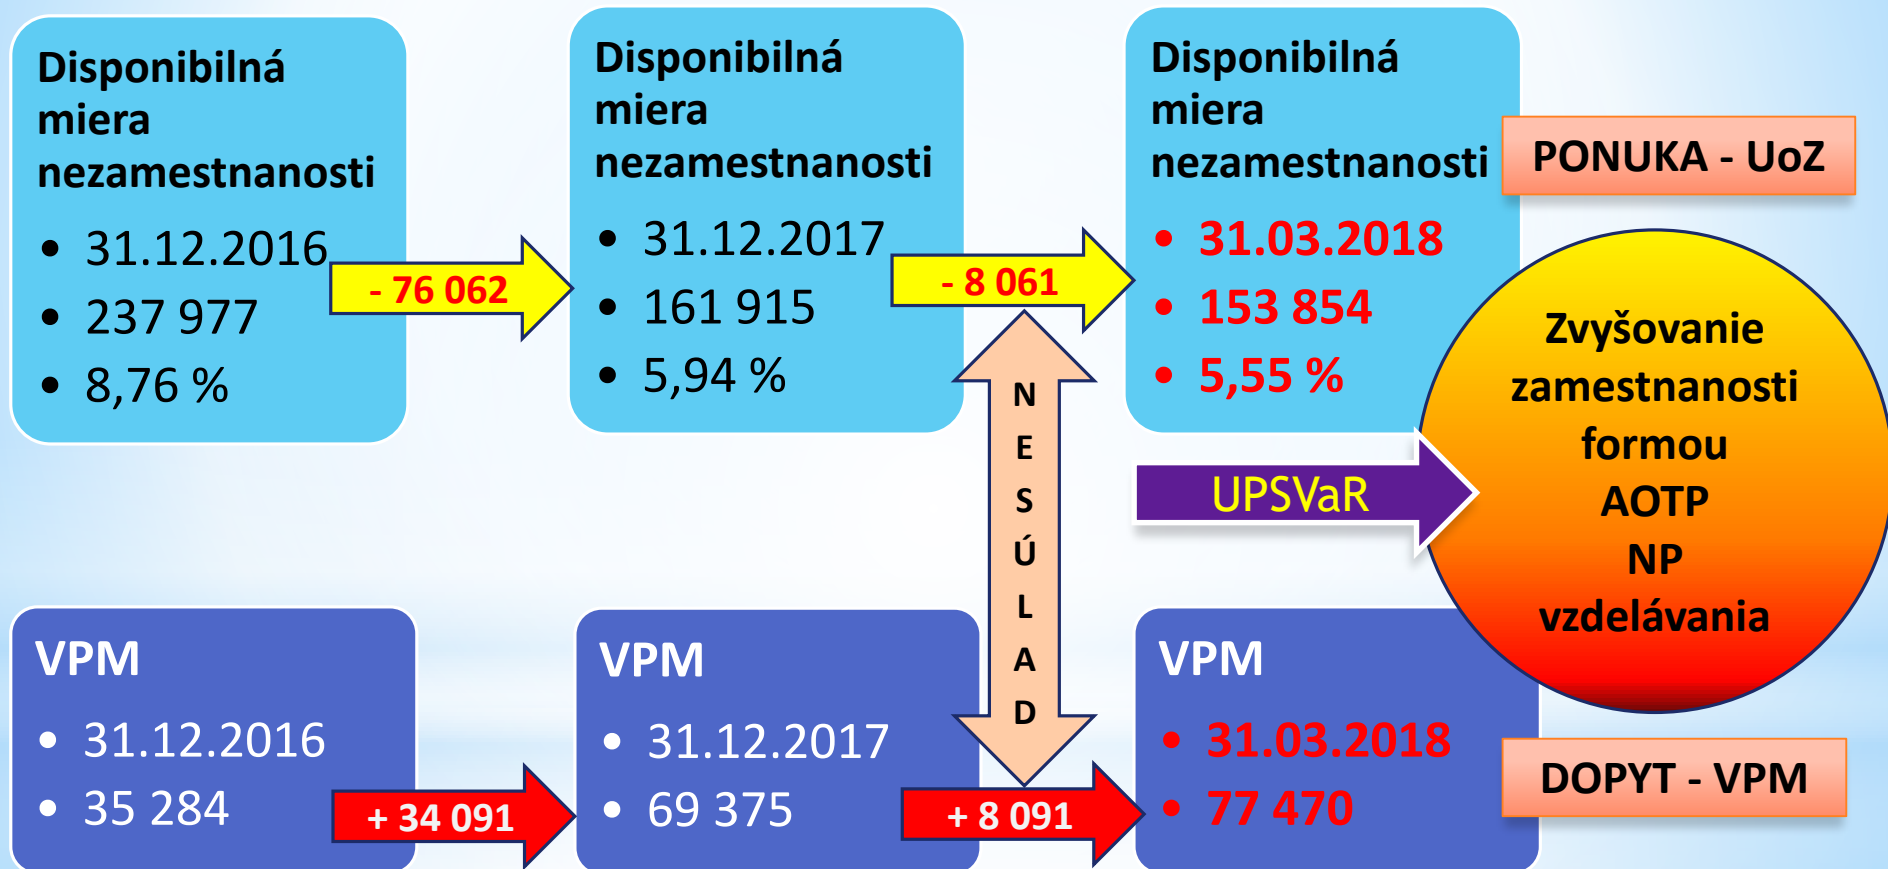 Disponibilná
miera
nezamestnanosti
• 31.12.2016
• 237 977
• 8,76 %
- 76 062
Disponibilná
miera
nezamestnanosti
• 31.12.2017
• 161 915
• 5,94 %
- 8 061
Disponibilná
miera
nezamestnanosti
• 31.03.2018
• 153 854
• 5,55 %
PONUKA - UoZ
N
E
S
Ú
L
A
D
UPSVaR
Zvyšovanie
zamestnanosti
formou
AOTP
NP
vzdelávania
VPM
• 31.12.2016
• 35 284
+ 34 091
VPM
• 31.12.2017
• 69 375
+ 8 091
VPM
• 31.03.2018
• 77 470
DOPYT - VPM